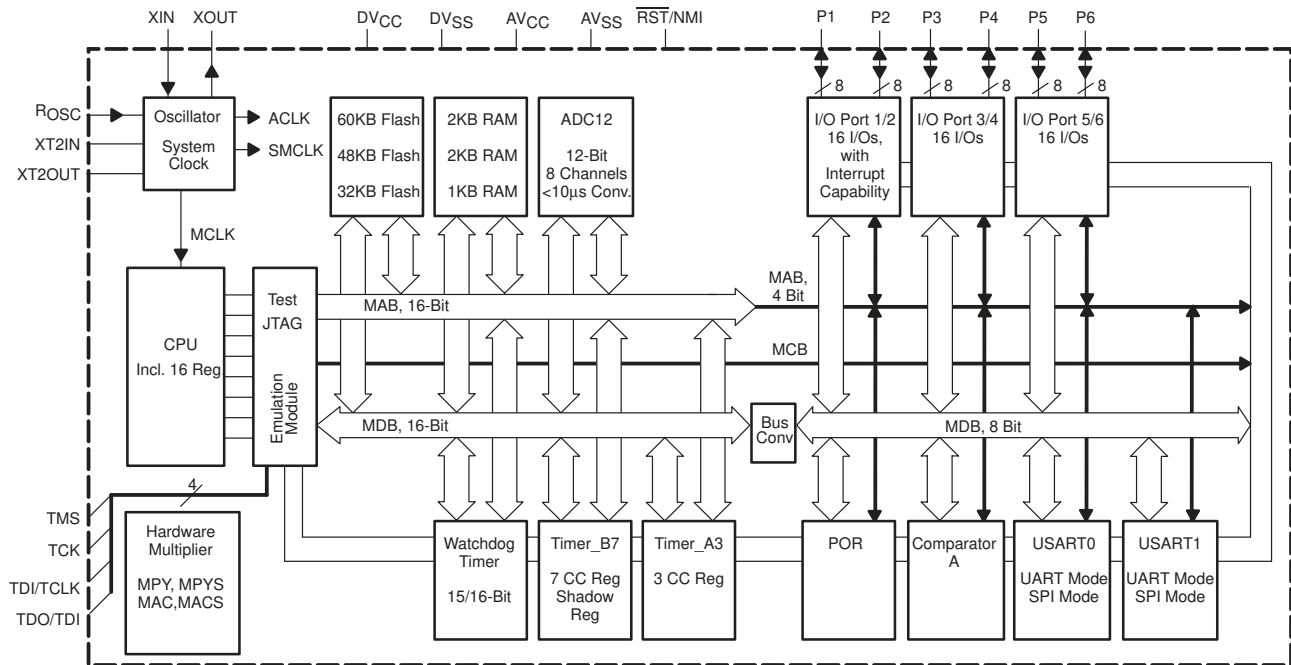 XIN
XOUT
DVCC
DVSS
AVCC
AVSS
RST/NMI
P1
P2
P3
P4
P5
P6
8
8
8
8
8
8
ROSC
XT2IN
XT2OUT
Oscillator
System
Clock
ACLK
SMCLK
60KB Flash
48KB Flash
32KB Flash
2KB RAM
2KB RAM
1KB RAM
ADC12
12-Bit
8 Channels
<10µs Conv.
I/O Port 1/2
16 I/Os,
with
Interrupt
Capability
I/O Port 3/4
16 I/Os
I/O Port 5/6
16 I/Os
MCLK
CPU
Incl. 16 Reg.
Test
JTAG
Emulation
Module
MAB, 16-Bit
MAB,
4 Bit
MCB
MDB, 16-Bit
Bus
Conv
MDB, 8 Bit
4
TMS
TCK
TDI/TCLK
TDO/TDI
Hardware
Multiplier
MPY, MPYS
MAC,MACS
Watchdog
Timer
15/16-Bit
Timer_B7
7 CC Reg
Shadow
Reg
Timer_A3
3 CC Reg
POR
Comparator
A
USART0
UART Mode
SPI Mode
USART1
UART Mode
SPI Mode